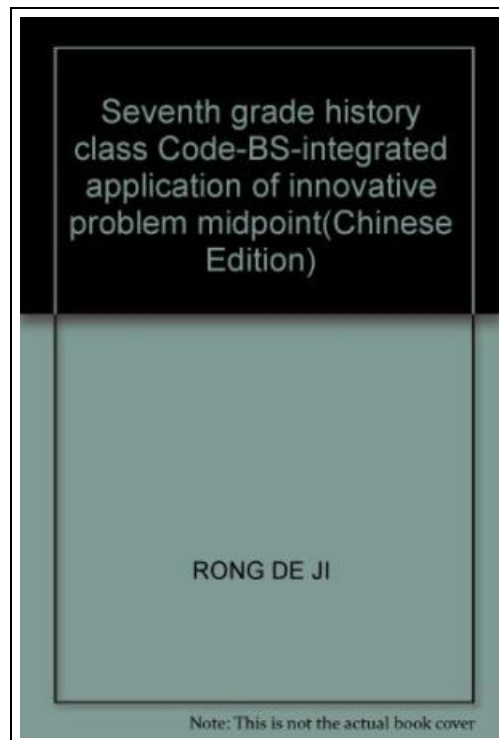 Seventh grade history
class Code-BS-integrated
application of innovative
problem midpoint(Chinese
Edition)
RONG DE JI
Note: This is not the actual book cover